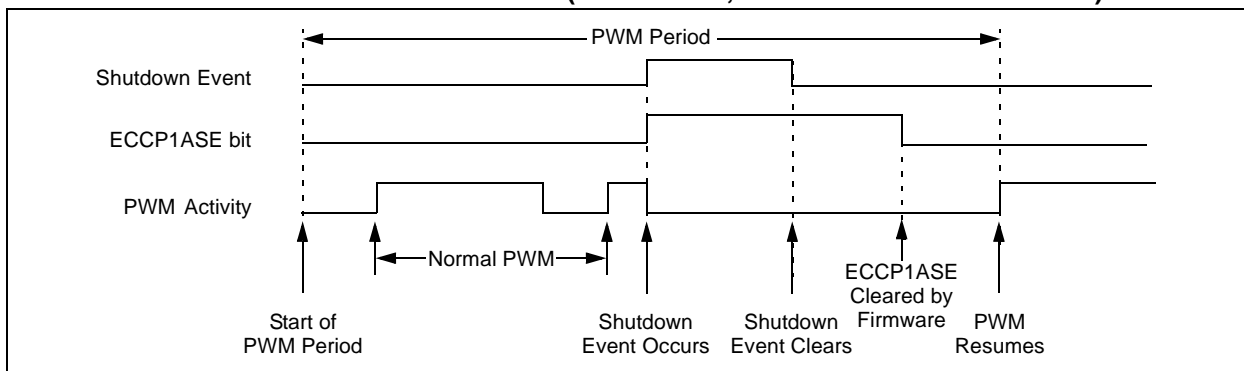 PWM Period
Shutdown Event
ECCP1ASE bit
PWM Activity
Normal PWM
Start of
PWM Period
Shutdown
Event Occurs
Shutdown
Event Clears
ECCP1ASE
Cleared by
Firmware
PWM
Resumes